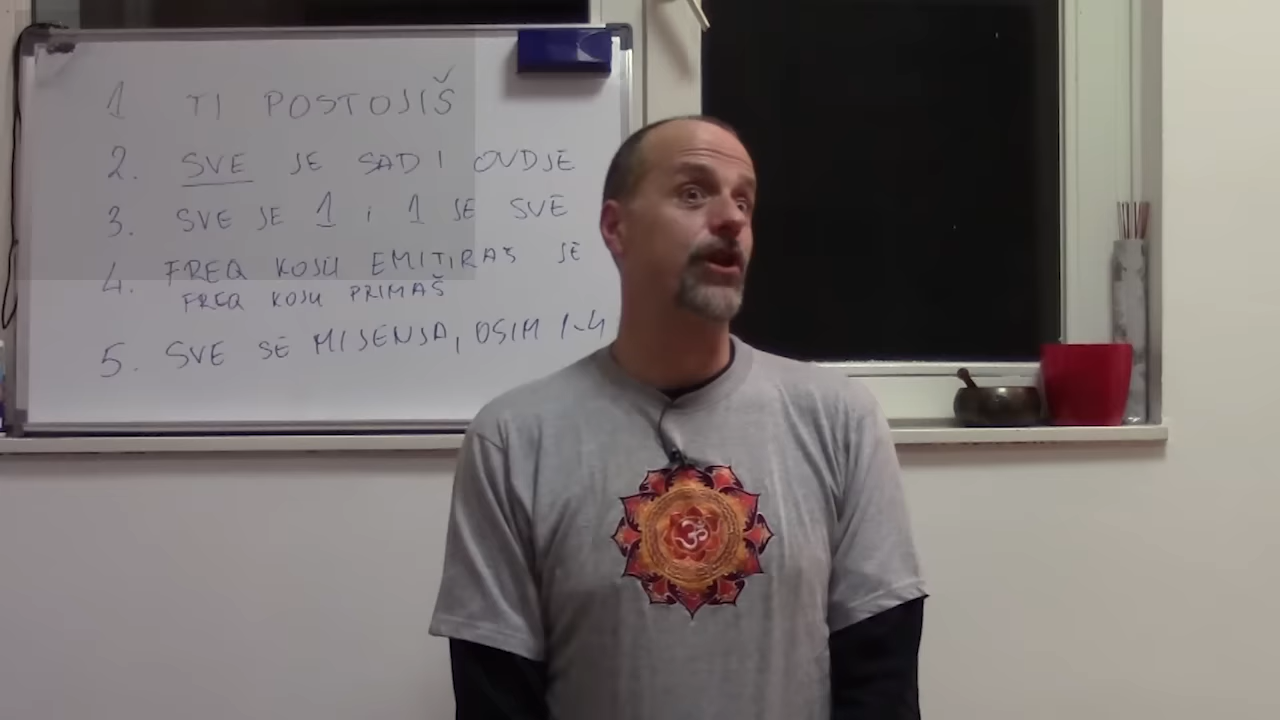 1 TI POSTOJIŠ
2. SVE JE SAD I OVDJE
3. SVE JE 1 i 1 JE SVE
4. FREQ KOJU EMITIRAŠ JE
FREQ KOJU PRIMAŠ
5. SVE SE MIJENJA, OSIM 1-4
ॐ